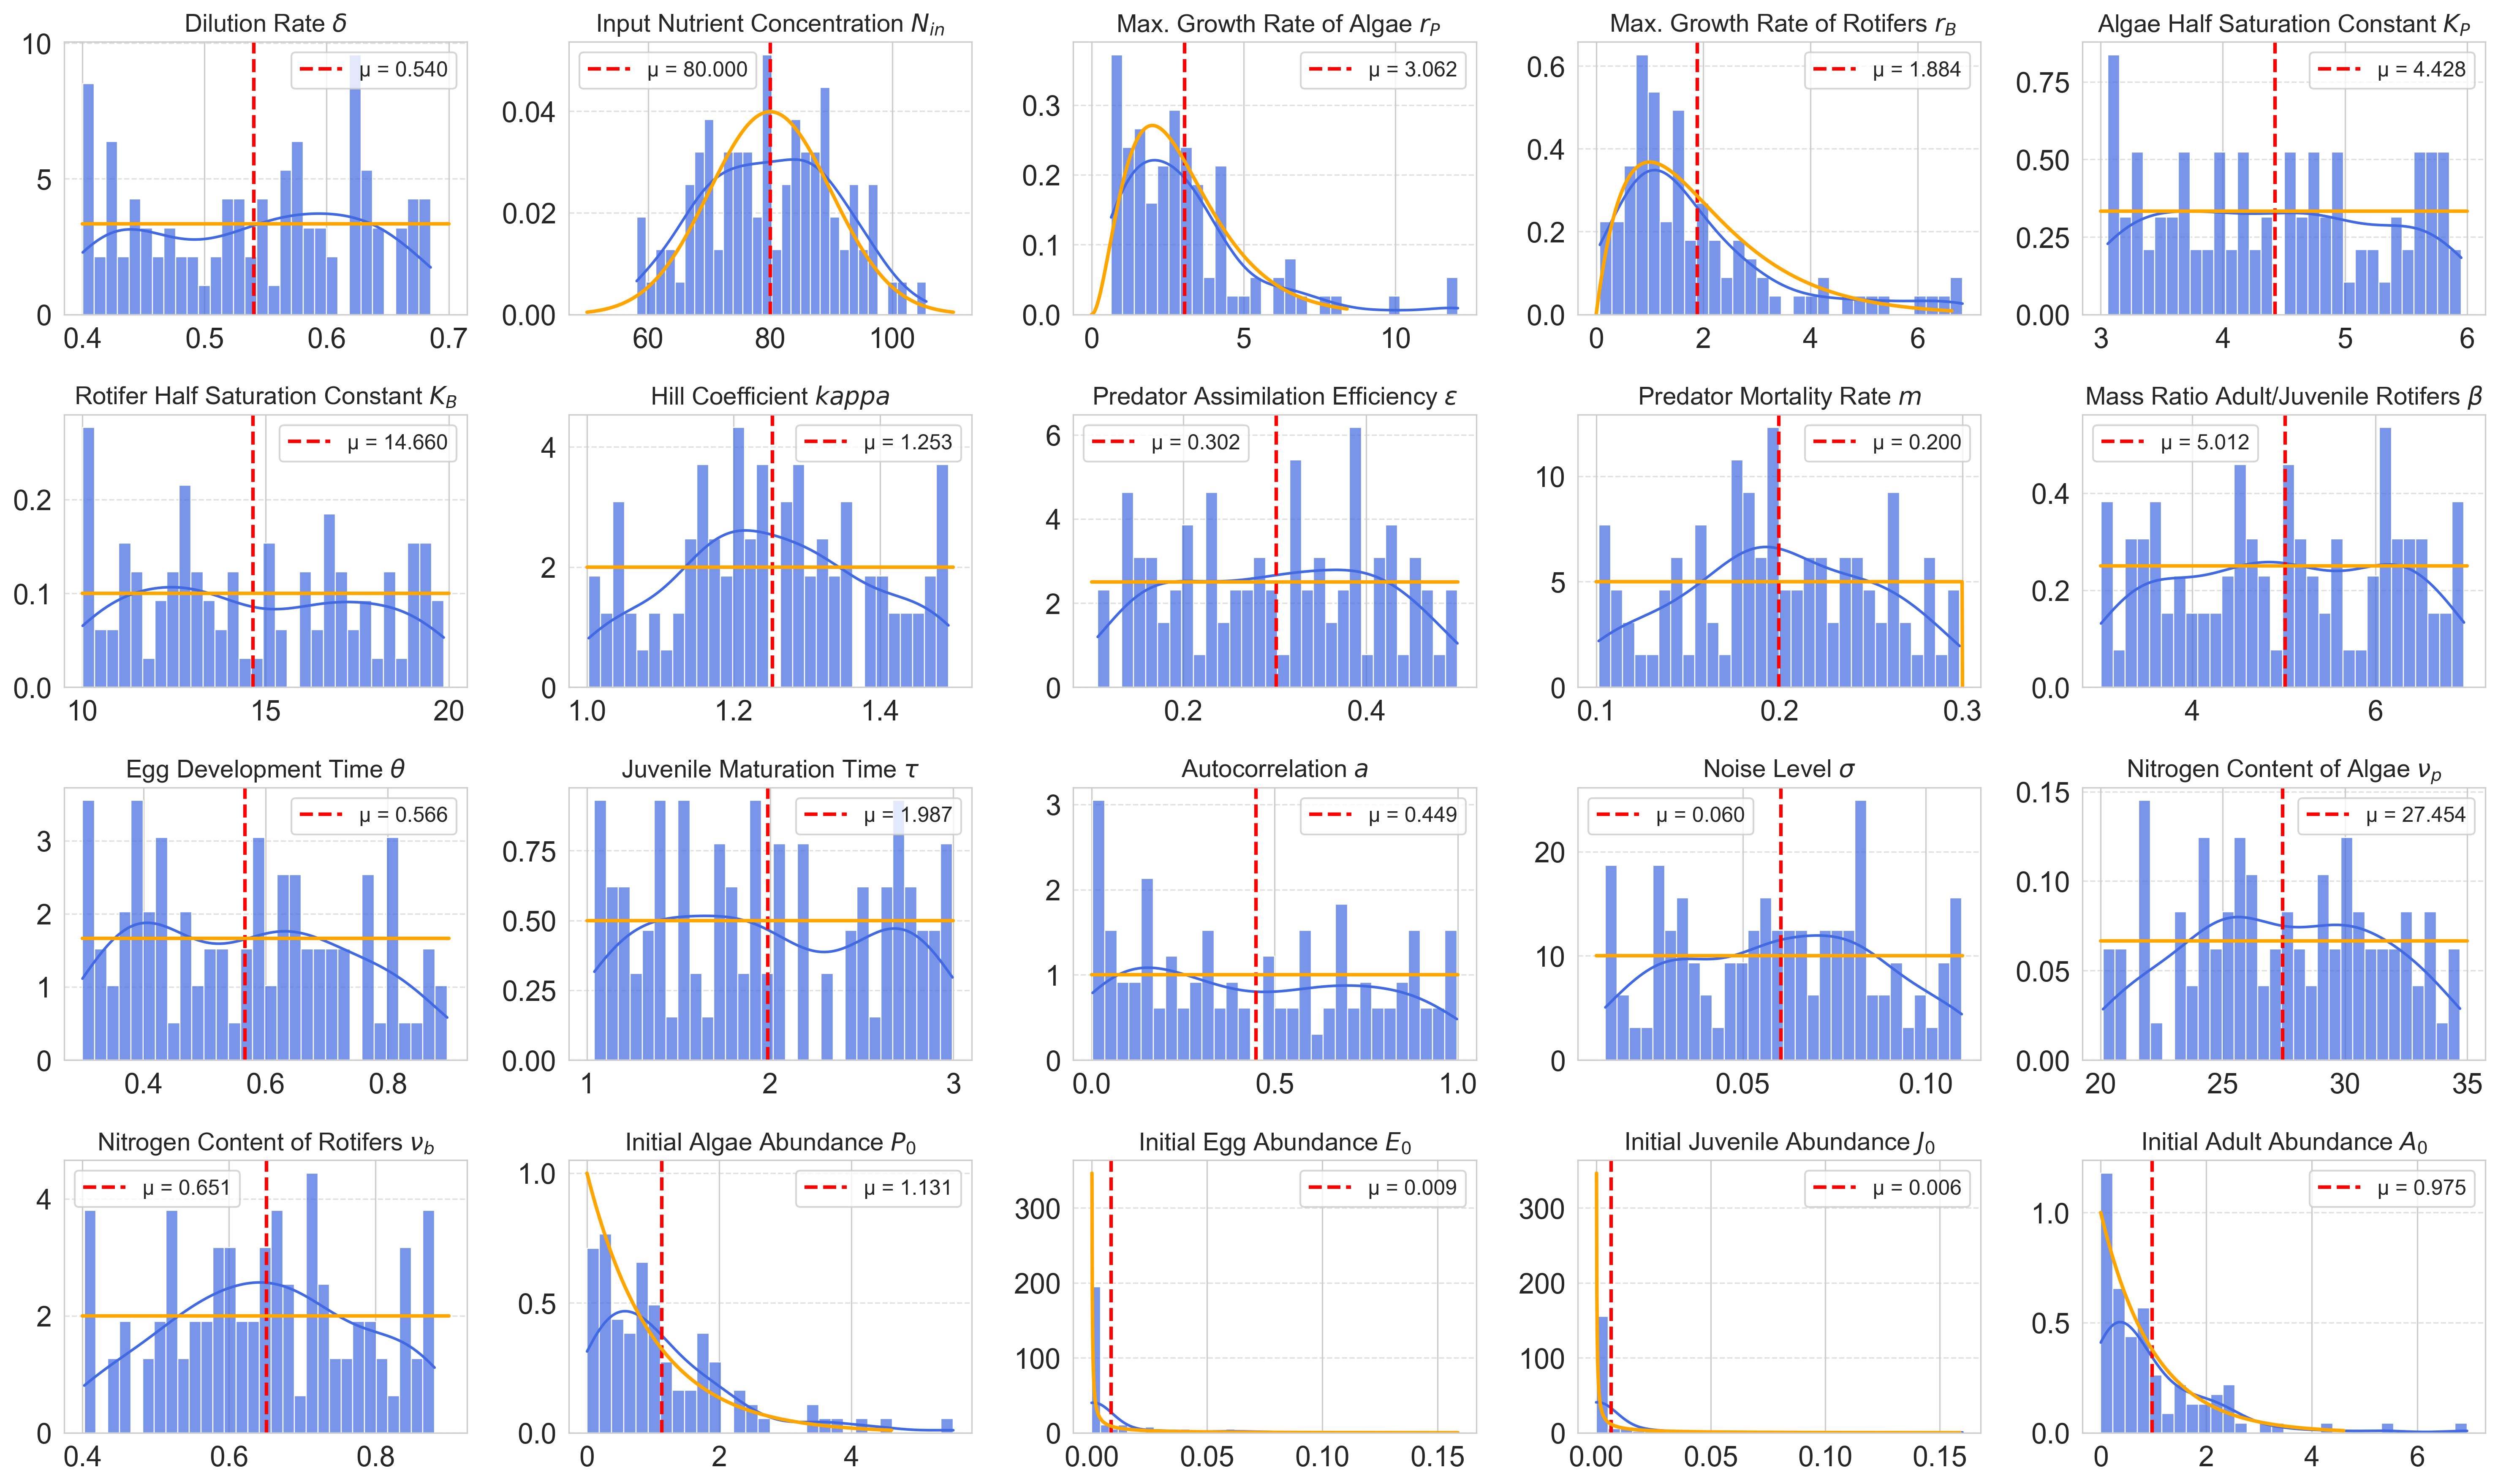 Dilution Rate δ
10
5
0
0.4 0.5 0.6 0.7
μ = 0.540
Input Nutrient Concentration N_in
0.04
0.02
0.00
60 80 100
μ = 80.000
Max. Growth Rate of Algae r_P
0.3
0.2
0.1
0.0
0 5 10
μ = 3.062
Max. Growth Rate of Rotifers r_B
0.6
0.4
0.2
0.0
0 2 4 6
μ = 1.884
Algae Half Saturation Constant K_P
0.75
0.50
0.25
0.00
3 4 5 6
μ = 4.428
Rotifer Half Saturation Constant K_B
0.2
0.1
0.0
10 15 20
μ = 14.660
Hill Coefficient kappa
4
2
0
1.0 1.2 1.4
μ = 1.253
Predator Assimilation Efficiency ε
6
4
2
0
0.2 0.4
μ = 0.302
Predator Mortality Rate m
10
5
0
0.1 0.2 0.3
μ = 0.200
Mass Ratio Adult/Juvenile Rotifers β
0.4
0.2
0.0
4 6
μ = 5.012
Egg Development Time θ
3
2
1
0
0.4 0.6 0.8
μ = 0.566
Juvenile Maturation Time τ
0.75
0.50
0.25
0.00
1 2 3
μ = 1.987
Autocorrelation a
3
2
1
0
0.0 0.5 1.0
μ = 0.449
Noise Level σ
20
10
0
0.05 0.10
μ = 0.060
Nitrogen Content of Algae ν_p
0.15
0.10
0.05
0.00
20 25 30 35
μ = 27.454
Nitrogen Content of Rotifers ν_b
4
2
0
0.4 0.6 0.8
μ = 0.651
Initial Algae Abundance P_0
1.0
0.5
0.0
0 2 4
μ = 1.131
Initial Egg Abundance E_0
300
200
100
0
0.00 0.05 0.10 0.15
μ = 0.009
Initial Juvenile Abundance J_0
300
200
100
0
0.00 0.05 0.10 0.15
μ = 0.006
Initial Adult Abundance A_0
1.0
0.5
0.0
0 2 4 6
μ = 0.975